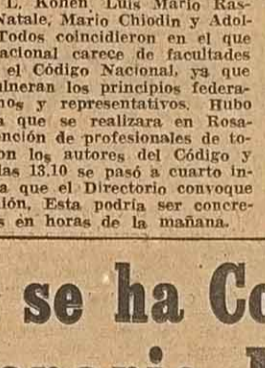 L. Kohen, Luis Mario Ras-
Natale, Mario Chiodin y Adol-
Todos coincidieron en el que
acional carece de facultades
el Código Nacional, ya que
ulneran los principios federa-
nos y representativos. Hubo
a que se realizara en Rosa-
nción de profesionales de to-
on los autores del Código y
las 13.10 se pasó a cuarto in-
a que el Directorio convoque
ión. Esta podría ser concre-
s en horas de la mañana.
se ha Co